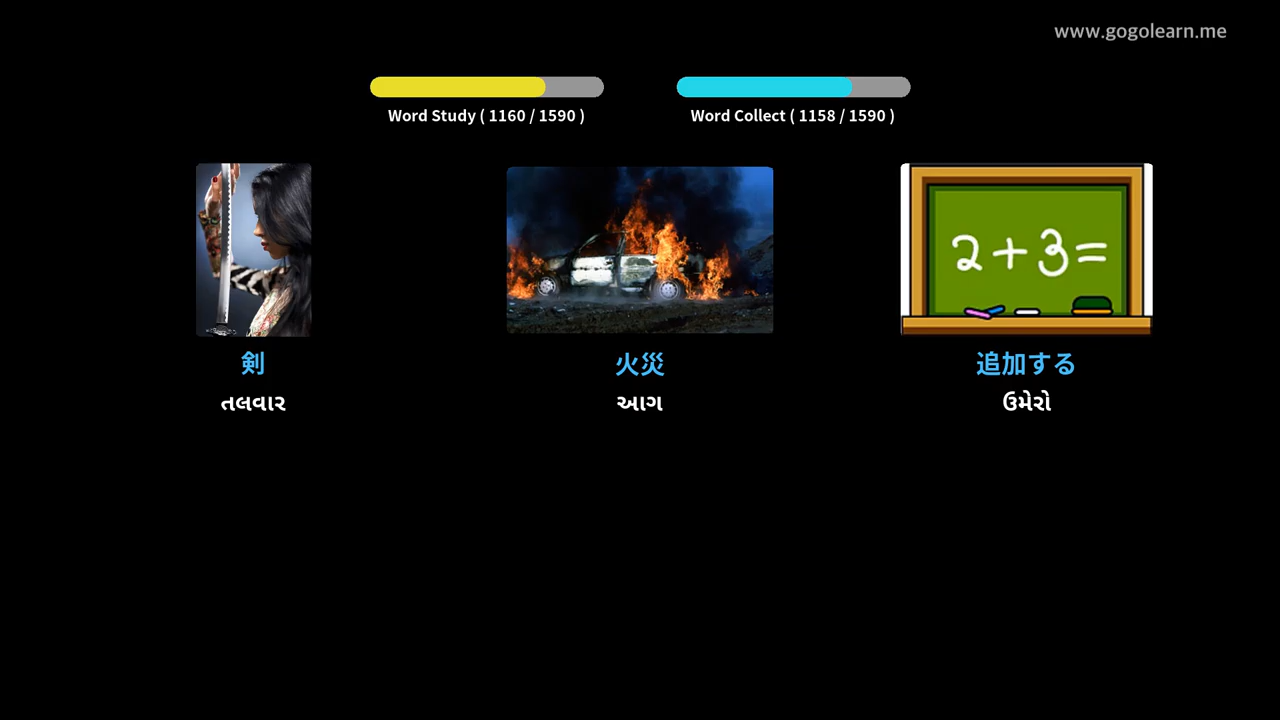 www.gogolearn.me
Word Study ( 1160 / 1590 )
Word Collect ( 1158 / 1590 )
2+3=
剣
火災
追加する
તલવાર
આગ
ઉમેરો